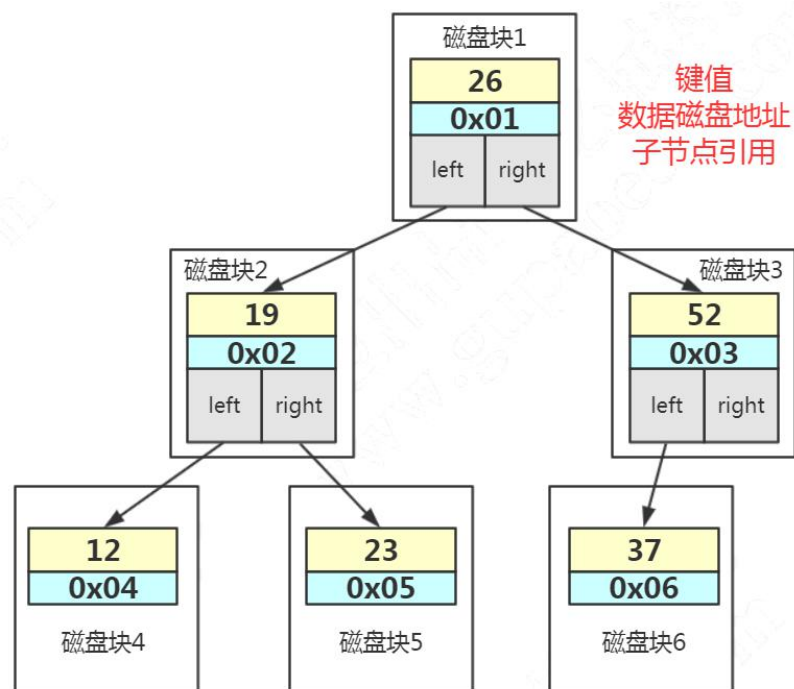 磁盘块1
26
0x01
left right
键值
数据磁盘地址
子节点引用
磁盘块2
19
0x02
left right
磁盘块3
52
0x03
left right
12
0x04
磁盘块4
23
0x05
磁盘块5
37
0x06
磁盘块6